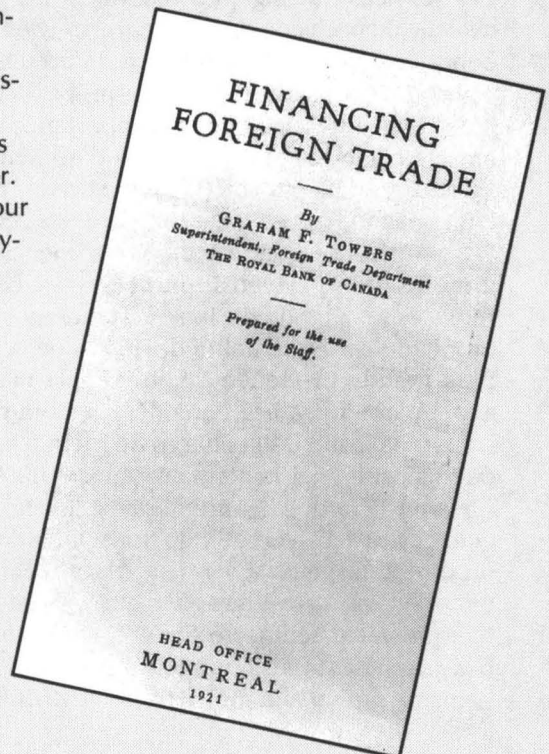 n-
s-
s
r.
our
y-
FINANCING
FOREIGN TRADE
By
GRAHAM F. TOWERS
Superintendent, Foreign Trade Department
THE ROYAL BANK OF CANADA
Prepared for the use
of the Staff.
HEAD OFFICE
MONTREAL
1921